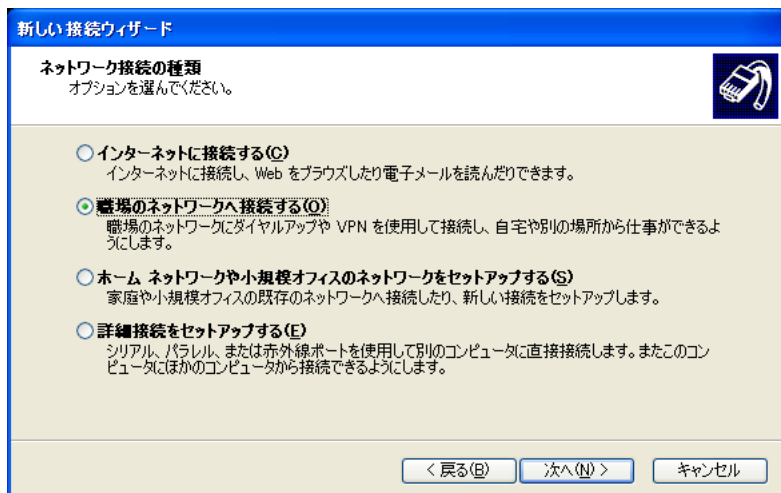 新しい接続ウィザード
ネットワーク接続の種類
オプションを選んでください。
インターネットに接続する(C)
インターネットに接続し、Web をブラウズしたり電子メールを読んだりできます。
職場のネットワークへ接続する(O)
職場のネットワークにダイヤルアップや VPN を使用して接続し、自宅や別の場所から仕事ができるよ
うにします。
ホーム ネットワークや小規模オフィスのネットワークをセットアップする(S)
家庭や小規模オフィスの既存のネットワークへ接続したり、新しい接続をセットアップします。
詳細接続をセットアップする(E)
シリアル、パラレル、または赤外線ポートを使用して別のコンピュータに直接接続します。またこのコン
ピュータにほかのコンピュータから接続できるようにします。
< 戻る(B) 次へ(N) > キャンセル